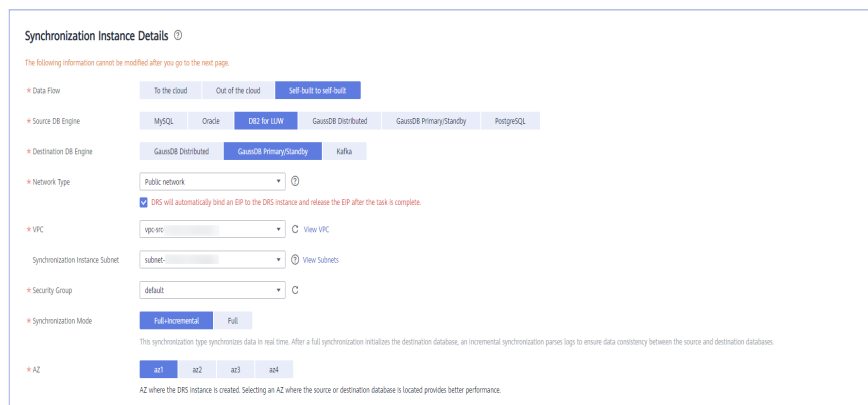 Synchronization Instance Details
The following information cannot be modified after you go to the next page.
* Data Flow To the cloud Out of the cloud Self-built to self-built
* Source DB Engine MySQL Oracle DB2 for LUW GaussDB Distributed GaussDB Primary/Standby PostgreSQL
* Destination DB Engine GaussDB Distributed GaussDB Primary/Standby Kafka
* Network Type Public network
DRS will automatically bind an EIP to the DRS instance and release the EIP after the task is complete.
* VPC vpc-src- View VPC
Synchronization Instance Subnet subnet- View Subnets
* Security Group default
* Synchronization Mode Full+Incremental Full
This synchronization type synchronizes data in real time. After a full synchronization initializes the destination database, an incremental synchronization parses logs to ensure data consistency between the source and destination databases.
* AZ az1 az2 az3 az4
AZ where the DRS instance is created. Selecting an AZ where the source or destination database is located provides better performance.